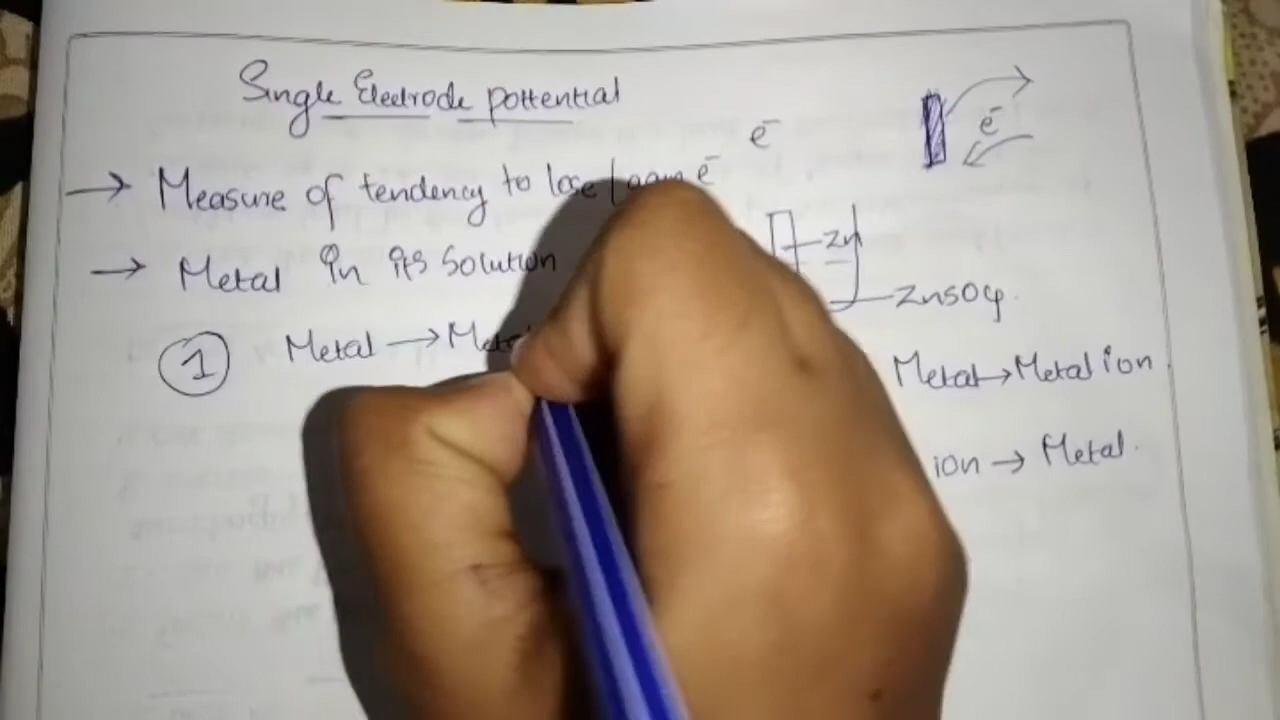 Single Electrode pottential
e⁻
e⁻
→ Measure of tendency to lose e⁻
→ Metal in its solution
Zn
ZnSO4
① Metal →
Metal → Metal ion
ion → Metal.